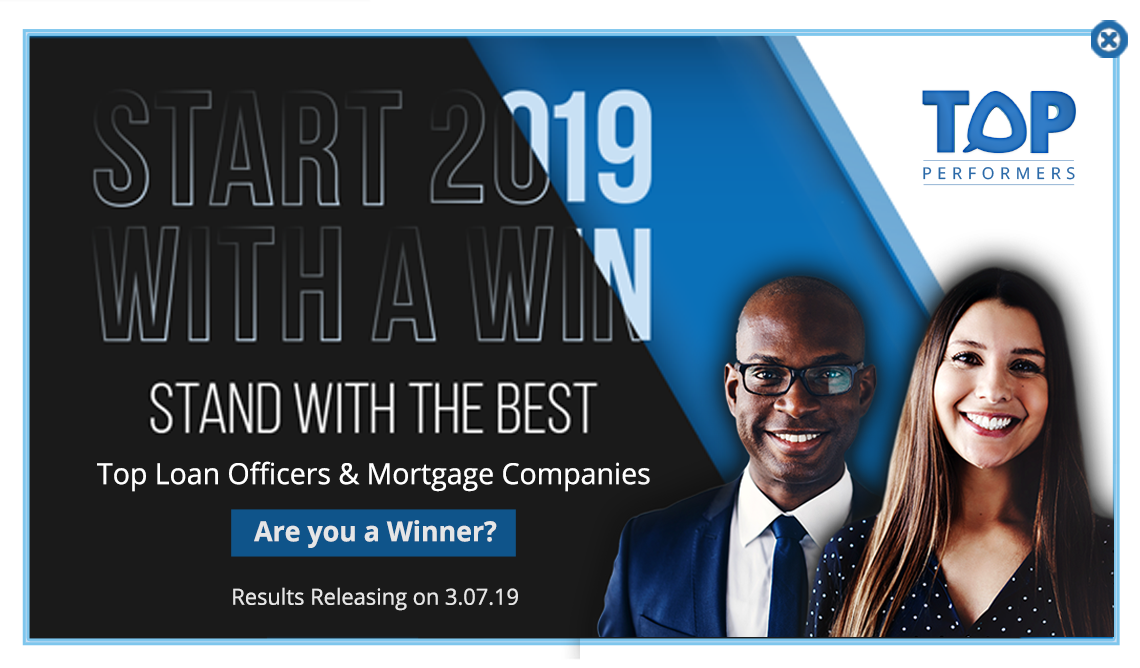 START 2019
WITH A WIN
STAND WITH THE BEST
Top Loan Officers & Mortgage Companies
Are you a Winner?
Results Releasing on 3.07.19
TOP
PERFORMERS